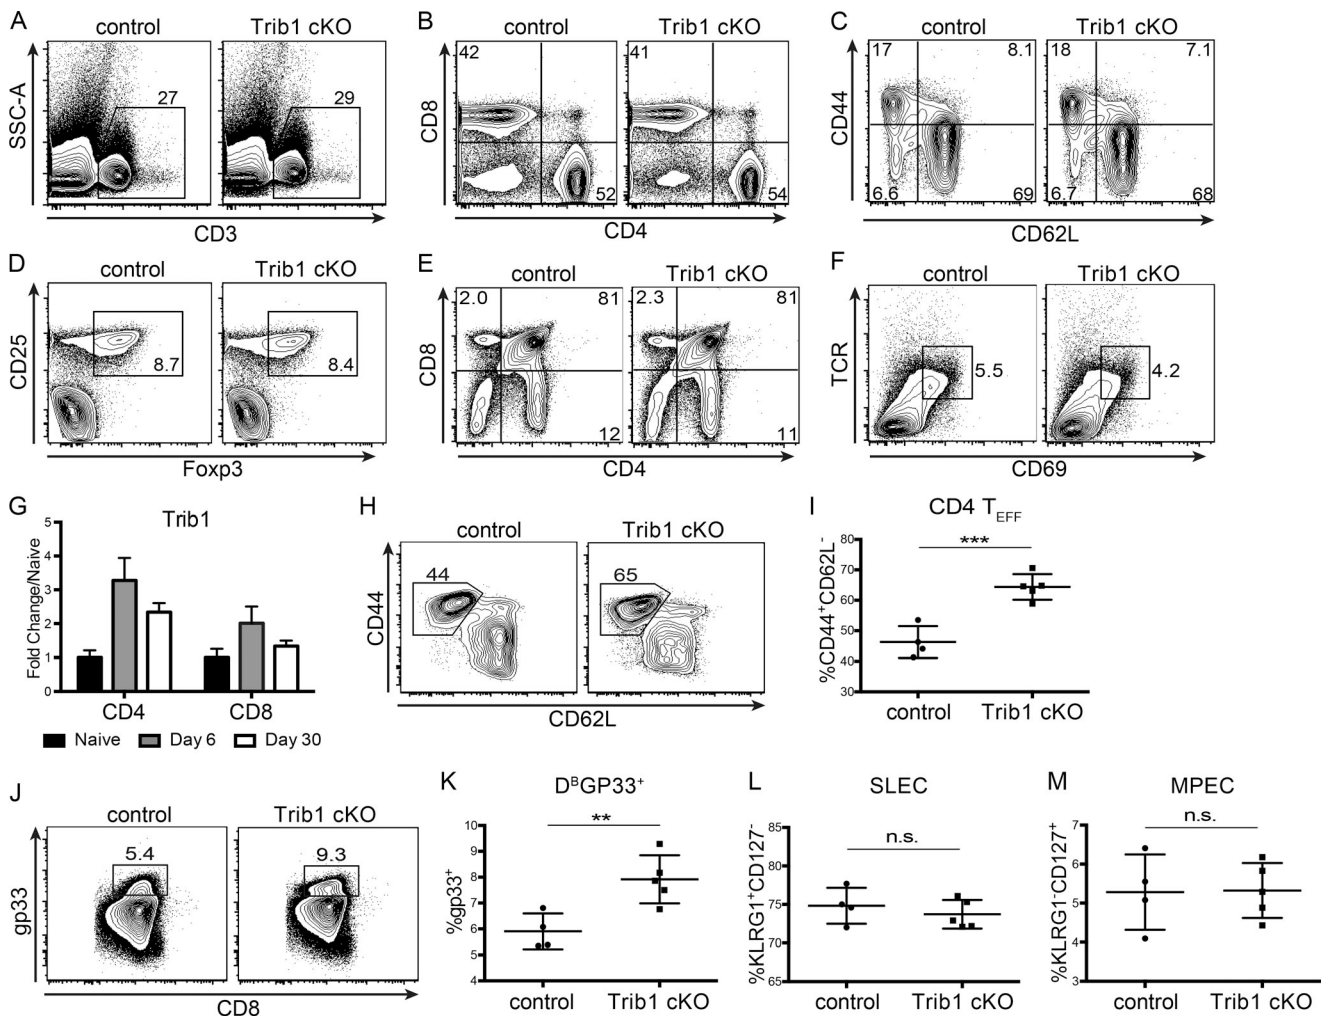 A
control
Trib1 cKO
SSC-A
27
29
CD3
B
control
Trib1 cKO
CD8
42
41
52
54
CD4
C
control
Trib1 cKO
CD44
17
8.1
18
7.1
6.6
69
6.7
68
CD62L
D
control
Trib1 cKO
CD25
8.7
8.4
Foxp3
E
control
Trib1 cKO
CD8
2.0
81
2.3
81
12
11
CD4
F
control
Trib1 cKO
TCR
5.5
4.2
CD69
G
Trib1
Fold Change/Naive
5
4
3
2
1
0
CD4
CD8
Naive
Day 6
Day 30
H
control
Trib1 cKO
CD44
44
65
CD62L
I
CD4 T_EFF
***
%CD44⁺CD62L⁻
80
70
60
50
40
30
control
Trib1 cKO
J
control
Trib1 cKO
gp33
5.4
9.3
CD8
K
DᴮGP33⁺
**
%gp33⁺
10
9
8
7
6
5
4
control
Trib1 cKO
L
SLEC
n.s.
%KLRG1⁺CD127⁻
85
80
75
70
65
control
Trib1 cKO
M
MPEC
n.s.
%KLRG1⁻CD127⁺
7
6
5
4
3
control
Trib1 cKO